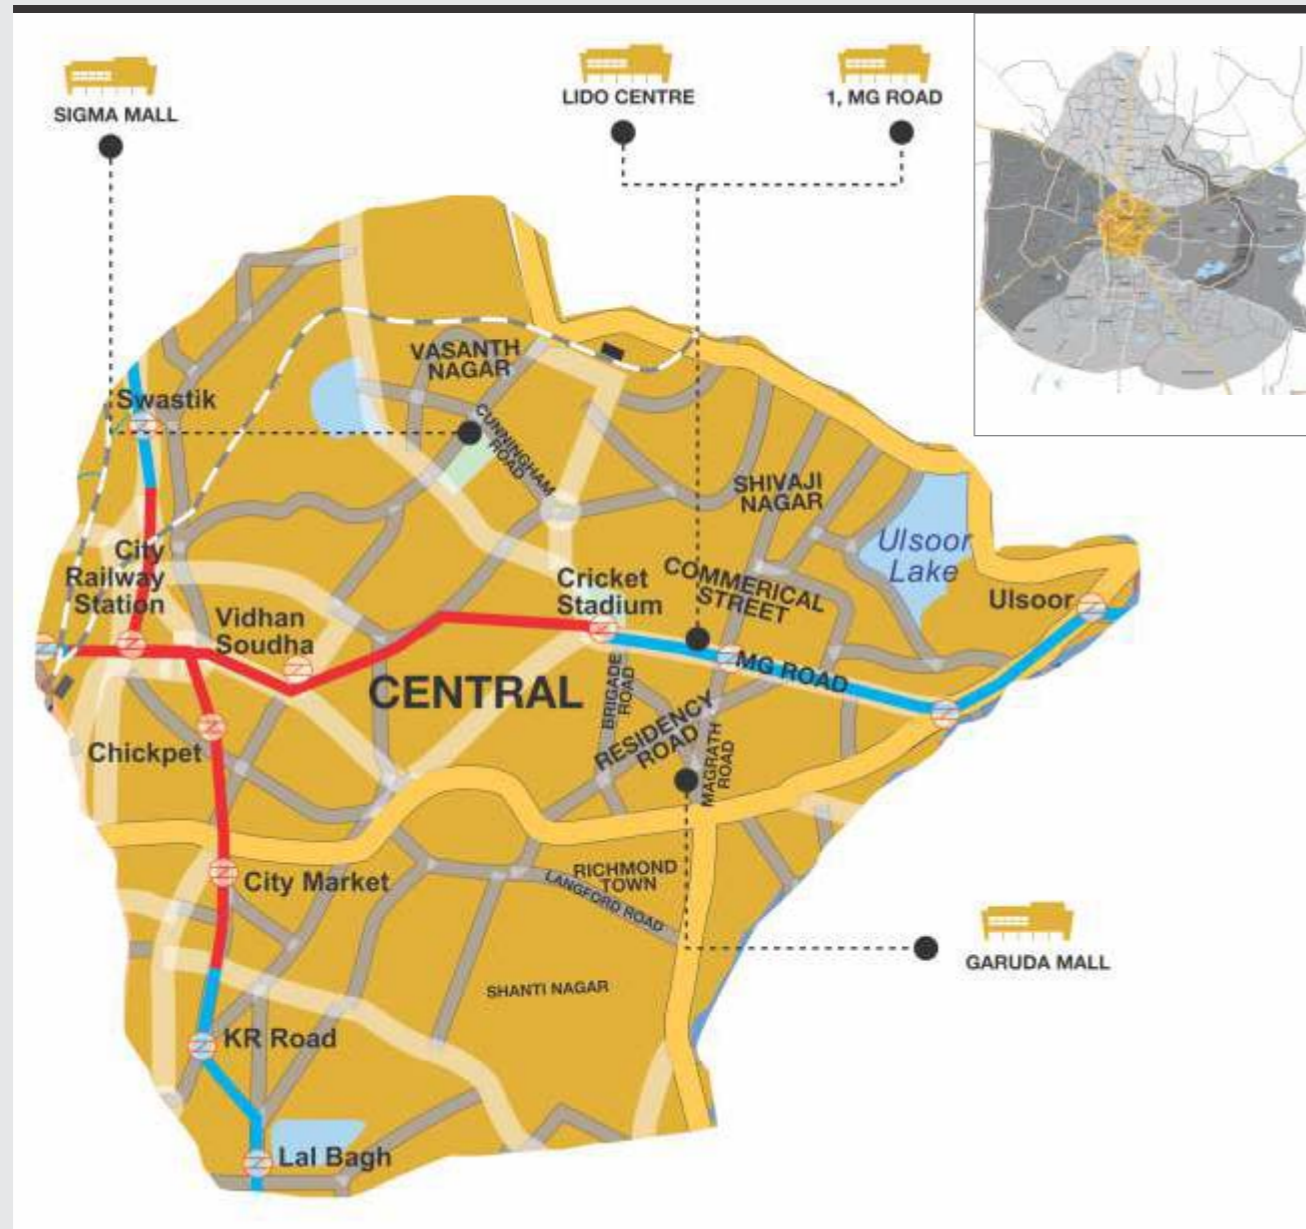 SIGMA MALL
LIDO CENTRE
1, MG ROAD
VASANTH
NAGAR
Swastik
CUNNINGHAM
ROAD
SHIVAJI
NAGAR
Ulsoor
Lake
City
Railway
Station
Cricket
Stadium
COMMERICAL
STREET
Ulsoor
Vidhan
Soudha
MG ROAD
CENTRAL
BRIGADE
ROAD
RESIDENCY
ROAD
MAGRATH
ROAD
Chickpet
City Market
RICHMOND
TOWN
LANGFORD ROAD
GARUDA MALL
SHANTI NAGAR
KR Road
Lal Bagh